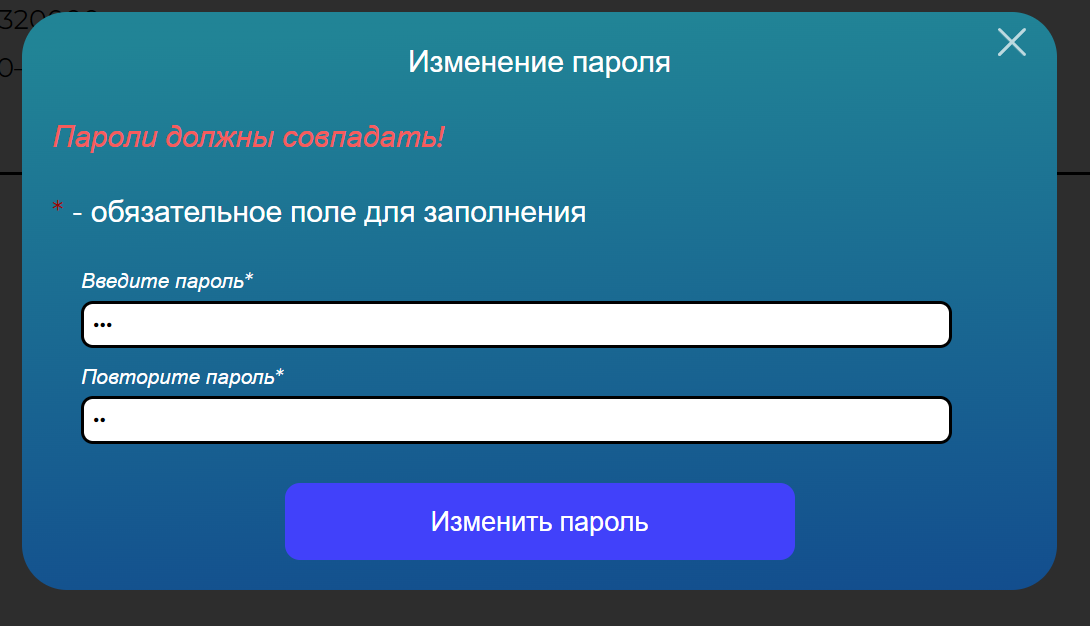 Изменение пароля
Пароли должны совпадать!
* - обязательное поле для заполнения
Введите пароль*
•••
Повторите пароль*
••
Изменить пароль